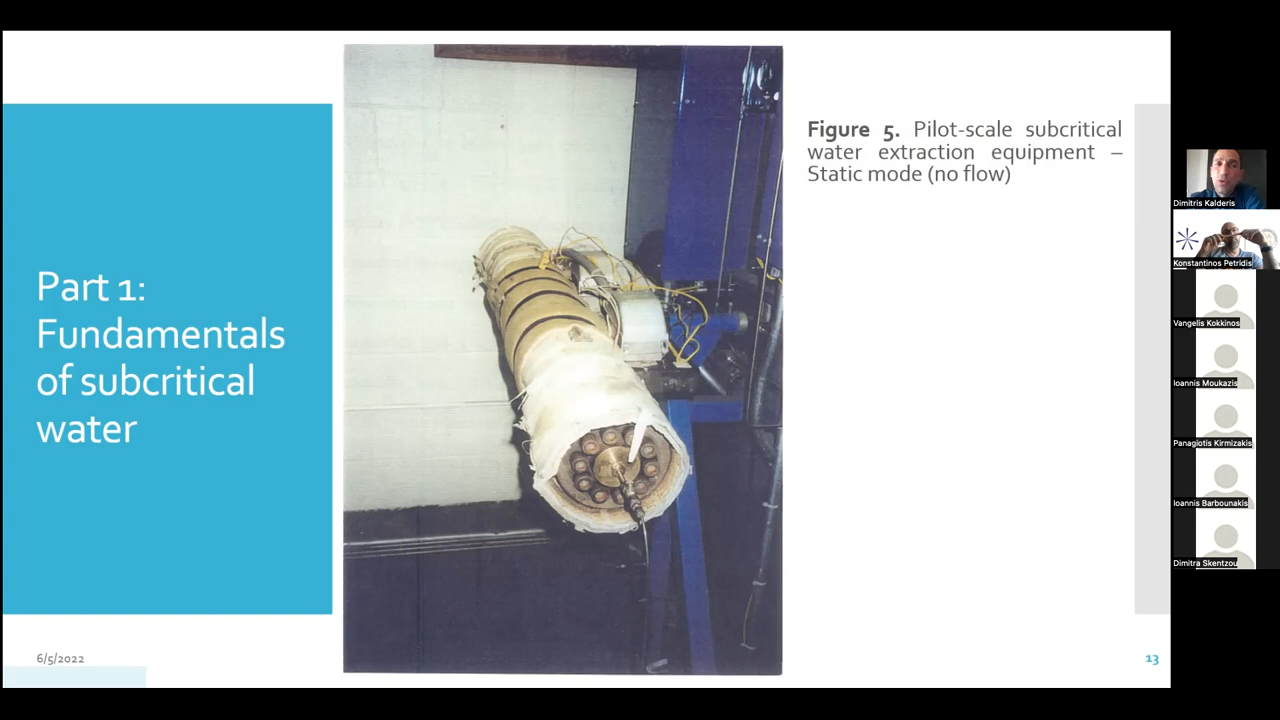 Part 1:
Fundamentals
of subcritical
water
Figure 5. Pilot-scale subcritical
water extraction equipment –
Static mode (no flow)
6/5/2022
13
Dimitris Kalderis
Konstantinos Petridis
Vangelis Kokkinos
Ioannis Moukazis
Panagiotis Kirmizakis
Ioannis Barbounakis
Dimitra Skentzou